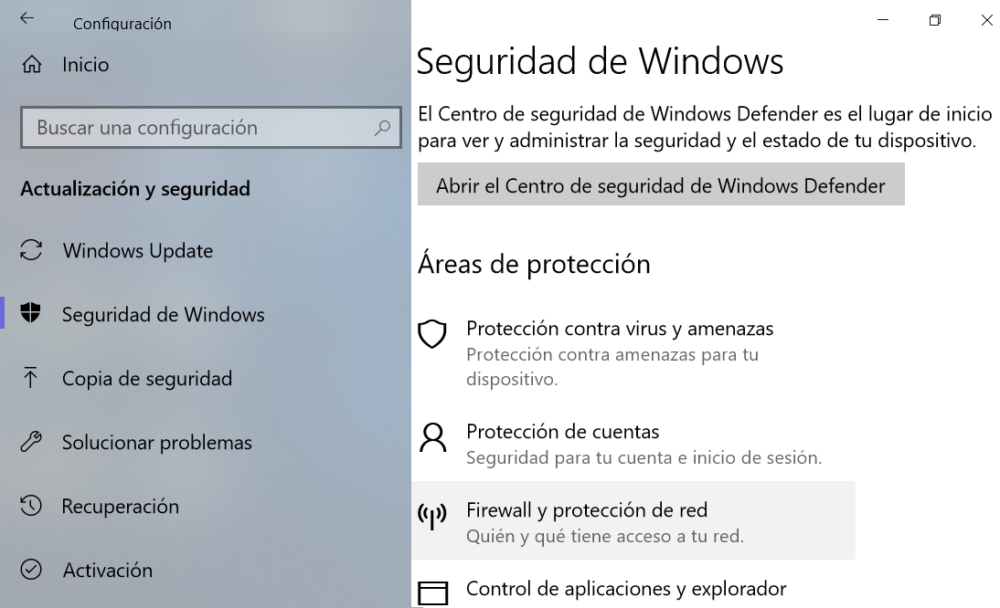 Configuración
Inicio
Buscar una configuración
Actualización y seguridad
Windows Update
Seguridad de Windows
Copia de seguridad
Solucionar problemas
Recuperación
Activación
Seguridad de Windows
El Centro de seguridad de Windows Defender es el lugar de inicio
para ver y administrar la seguridad y el estado de tu dispositivo.
Abrir el Centro de seguridad de Windows Defender
Áreas de protección
Protección contra virus y amenazas
Protección contra amenazas para tu
dispositivo.
Protección de cuentas
Seguridad para tu cuenta e inicio de sesión.
Firewall y protección de red
Quién y qué tiene acceso a tu red.
Control de aplicaciones y explorador